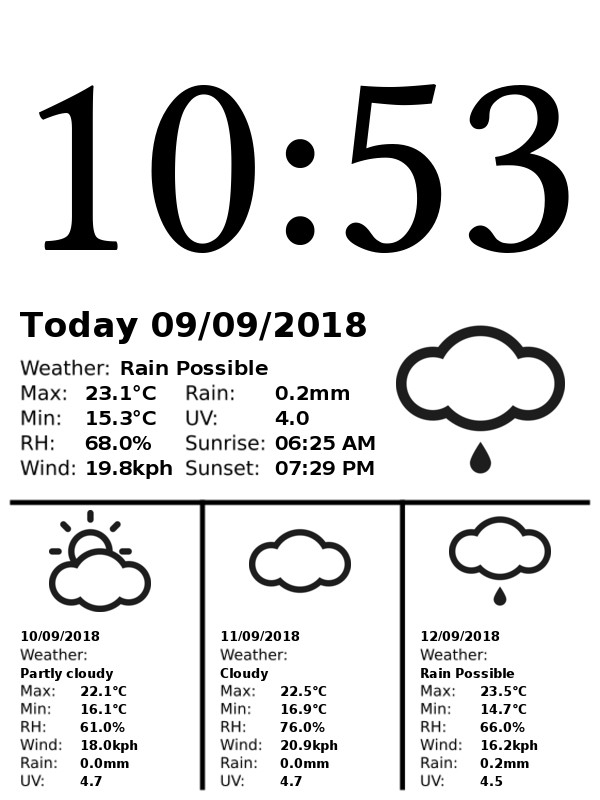 10:53
Today 09/09/2018
Weather: Rain Possible
Max: 23.1°C Rain: 0.2mm
Min: 15.3°C UV: 4.0
RH: 68.0% Sunrise: 06:25 AM
Wind: 19.8kph Sunset: 07:29 PM
10/09/2018
Weather:
Partly cloudy
Max: 22.1°C
Min: 16.1°C
RH: 61.0%
Wind: 18.0kph
Rain: 0.0mm
UV: 4.7
11/09/2018
Weather:
Cloudy
Max: 22.5°C
Min: 16.9°C
RH: 76.0%
Wind: 20.9kph
Rain: 0.0mm
UV: 4.7
12/09/2018
Weather:
Rain Possible
Max: 23.5°C
Min: 14.7°C
RH: 66.0%
Wind: 16.2kph
Rain: 0.2mm
UV: 4.5